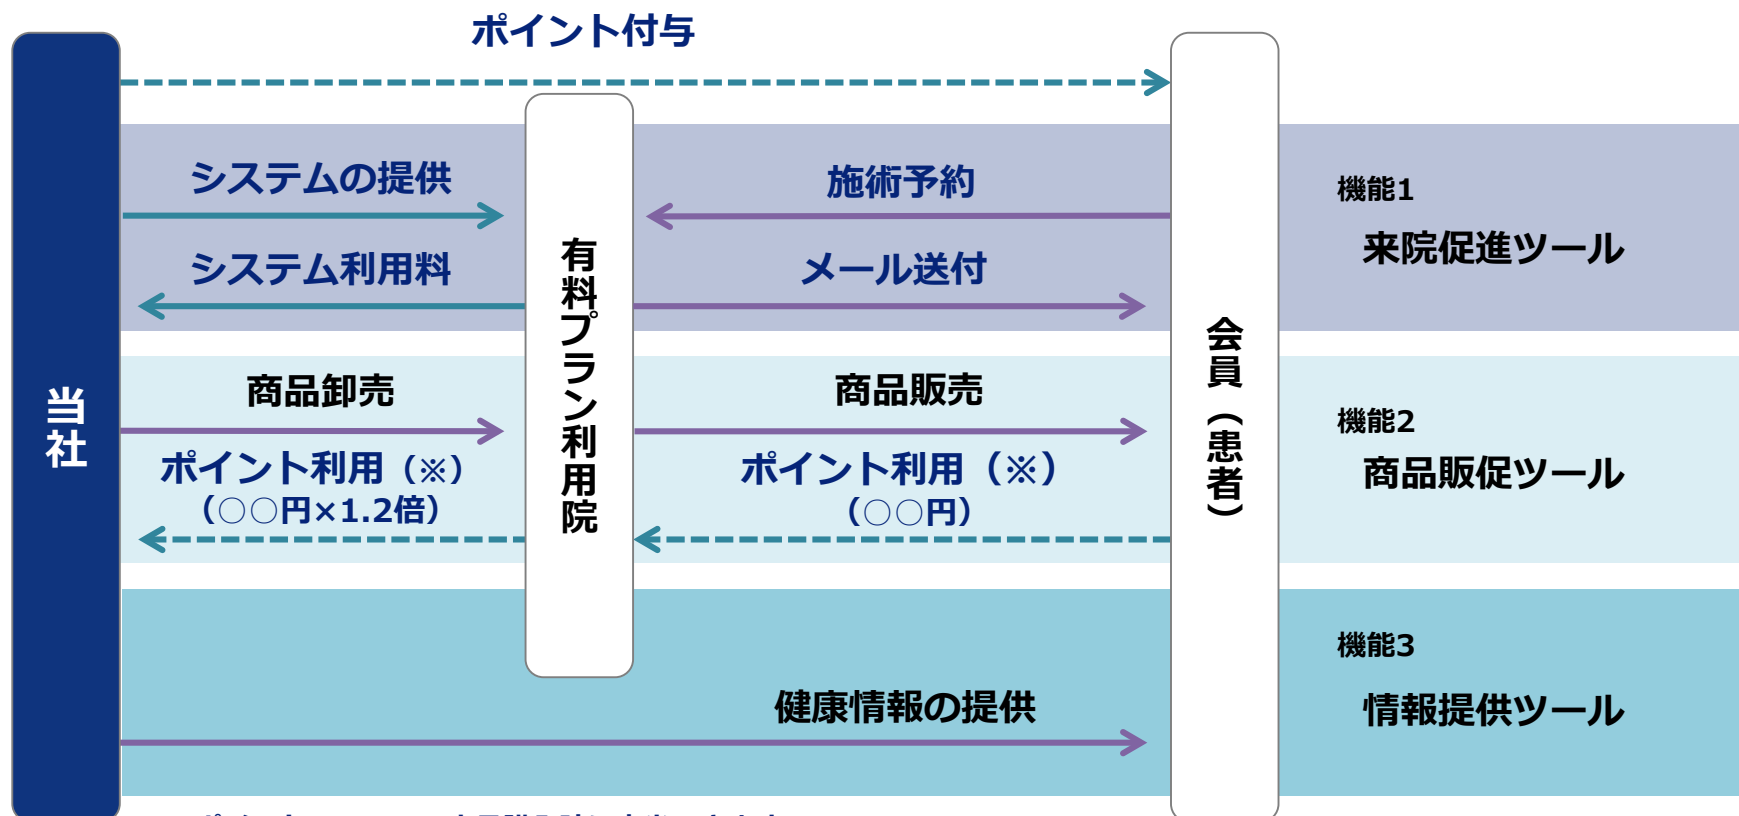 ポイント付与
当社
有料プラン利用院
会員（患者）
システムの提供
施術予約
機能1
来院促進ツール
システム利用料
メール送付
商品卸売
商品販売
機能2
商品販促ツール
ポイント利用（※）
（○○円×1.2倍）
ポイント利用（※）
（○○円）
機能3
情報提供ツール
健康情報の提供